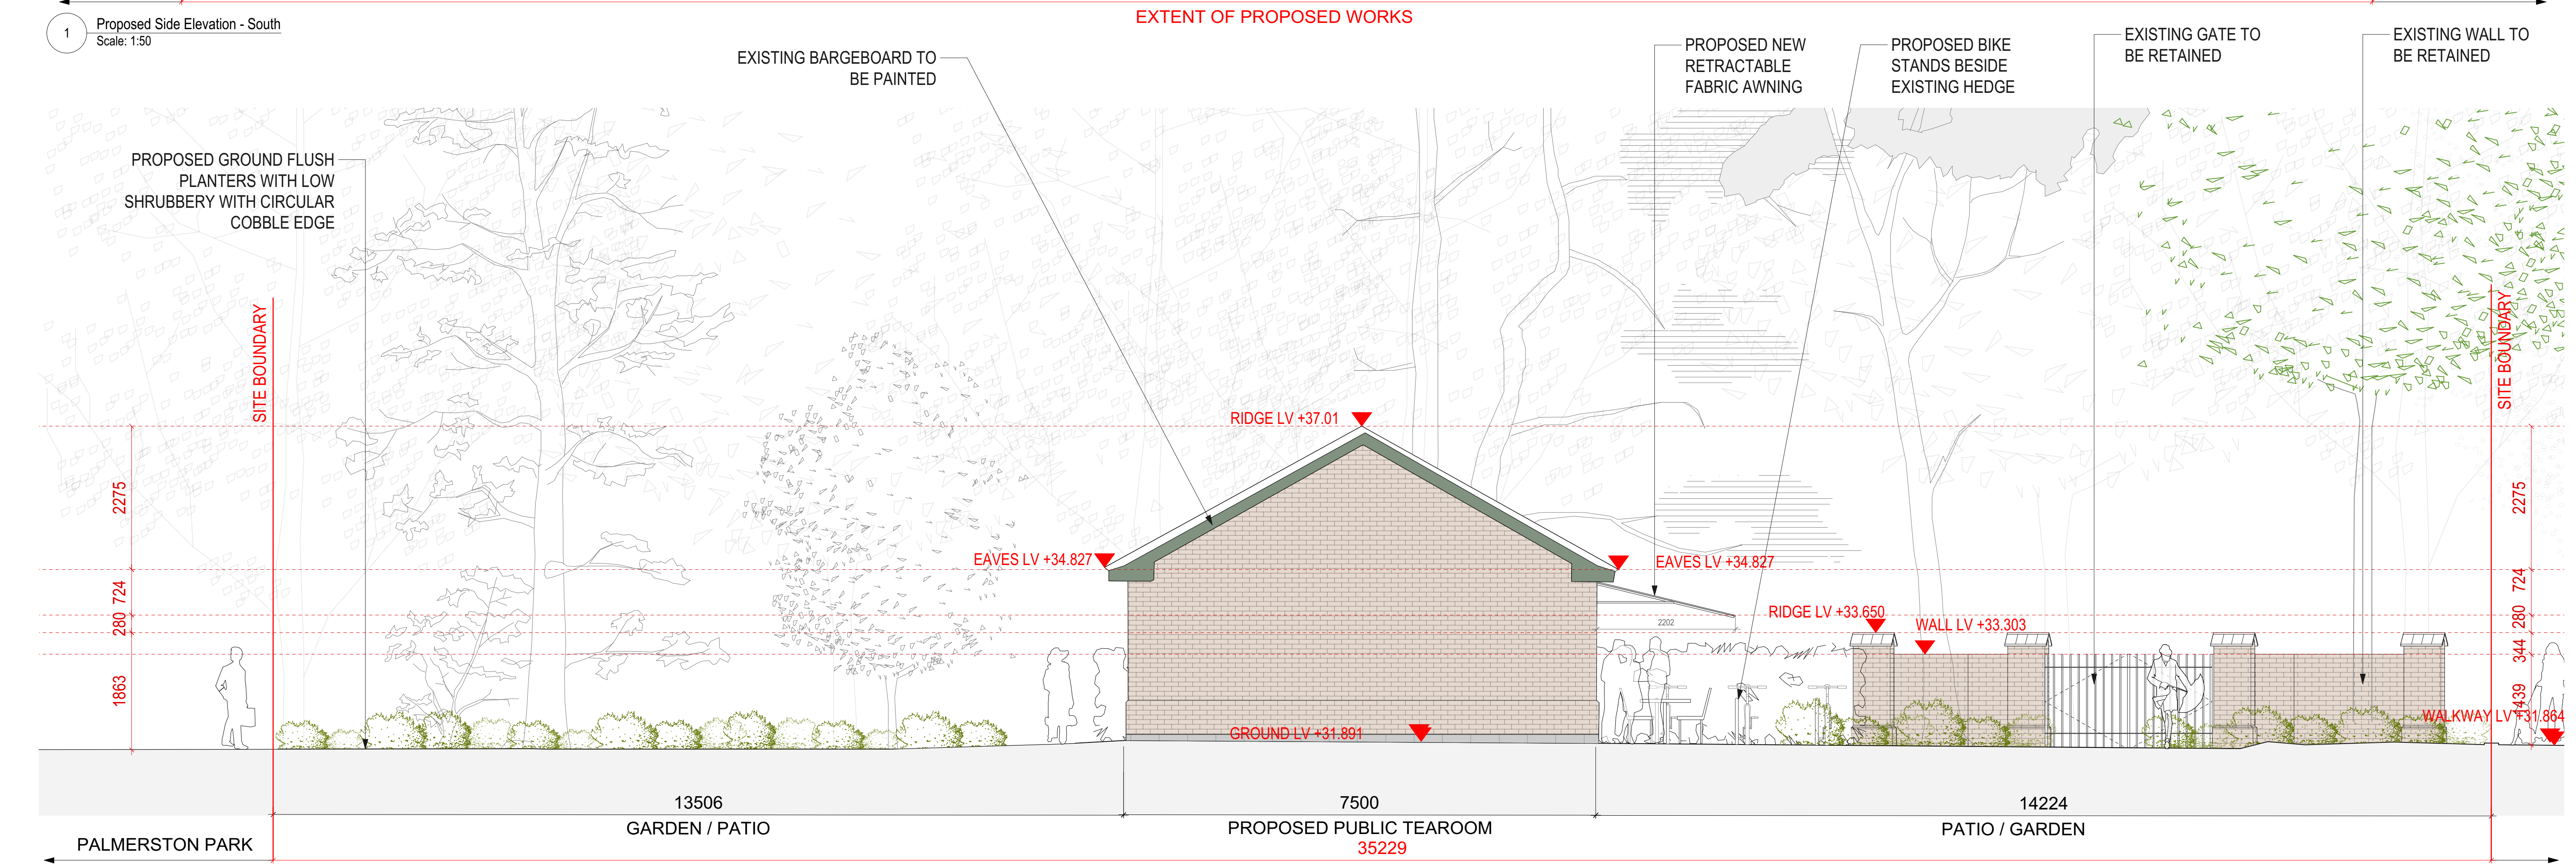 EXTENT OF PROPOSED WORKS
1
Proposed Side Elevation - South
Scale: 1:50
EXISTING BARGEBOARD TO
BE PAINTED
PROPOSED NEW
RETRACTABLE
FABRIC AWNING
PROPOSED BIKE
STANDS BESIDE
EXISTING HEDGE
EXISTING GATE TO
BE RETAINED
EXISTING WALL TO
BE RETAINED
PROPOSED GROUND FLUSH
PLANTERS WITH LOW
SHRUBBERY WITH CIRCULAR
COBBLE EDGE
SITE BOUNDARY
SITE BOUNDARY
RIDGE LV +37.01
EAVES LV +34.827
EAVES LV +34.827
RIDGE LV +33.650
WALL LV +33.303
2202
2275
724
280
1863
2275
724
280
344
1439
WALKWAY LV +31.864
GROUND LV +31.891
13506
7500
14224
GARDEN / PATIO
PROPOSED PUBLIC TEAROOM
PATIO / GARDEN
PALMERSTON PARK
35229